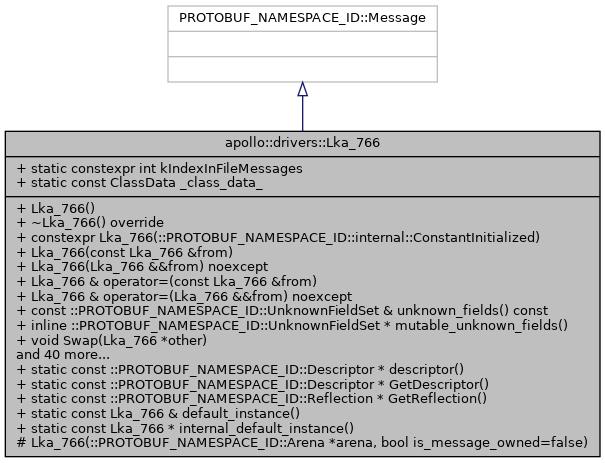 PROTOBUF_NAMESPACE_ID::Message
apollo::drivers::Lka_766
+ static constexpr int kIndexInFileMessages
+ static const ClassData _class_data_
+ Lka_766()
+ ~Lka_766() override
+ constexpr Lka_766(::PROTOBUF_NAMESPACE_ID::internal::ConstantInitialized)
+ Lka_766(const Lka_766 &from)
+ Lka_766(Lka_766 &&from) noexcept
+ Lka_766 & operator=(const Lka_766 &from)
+ Lka_766 & operator=(Lka_766 &&from) noexcept
+ const ::PROTOBUF_NAMESPACE_ID::UnknownFieldSet & unknown_fields() const
+ inline ::PROTOBUF_NAMESPACE_ID::UnknownFieldSet * mutable_unknown_fields()
+ void Swap(Lka_766 *other)
and 40 more...
+ static const ::PROTOBUF_NAMESPACE_ID::Descriptor * descriptor()
+ static const ::PROTOBUF_NAMESPACE_ID::Descriptor * GetDescriptor()
+ static const ::PROTOBUF_NAMESPACE_ID::Reflection * GetReflection()
+ static const Lka_766 & default_instance()
+ static const Lka_766 * internal_default_instance()
# Lka_766(::PROTOBUF_NAMESPACE_ID::Arena *arena, bool is_message_owned=false)